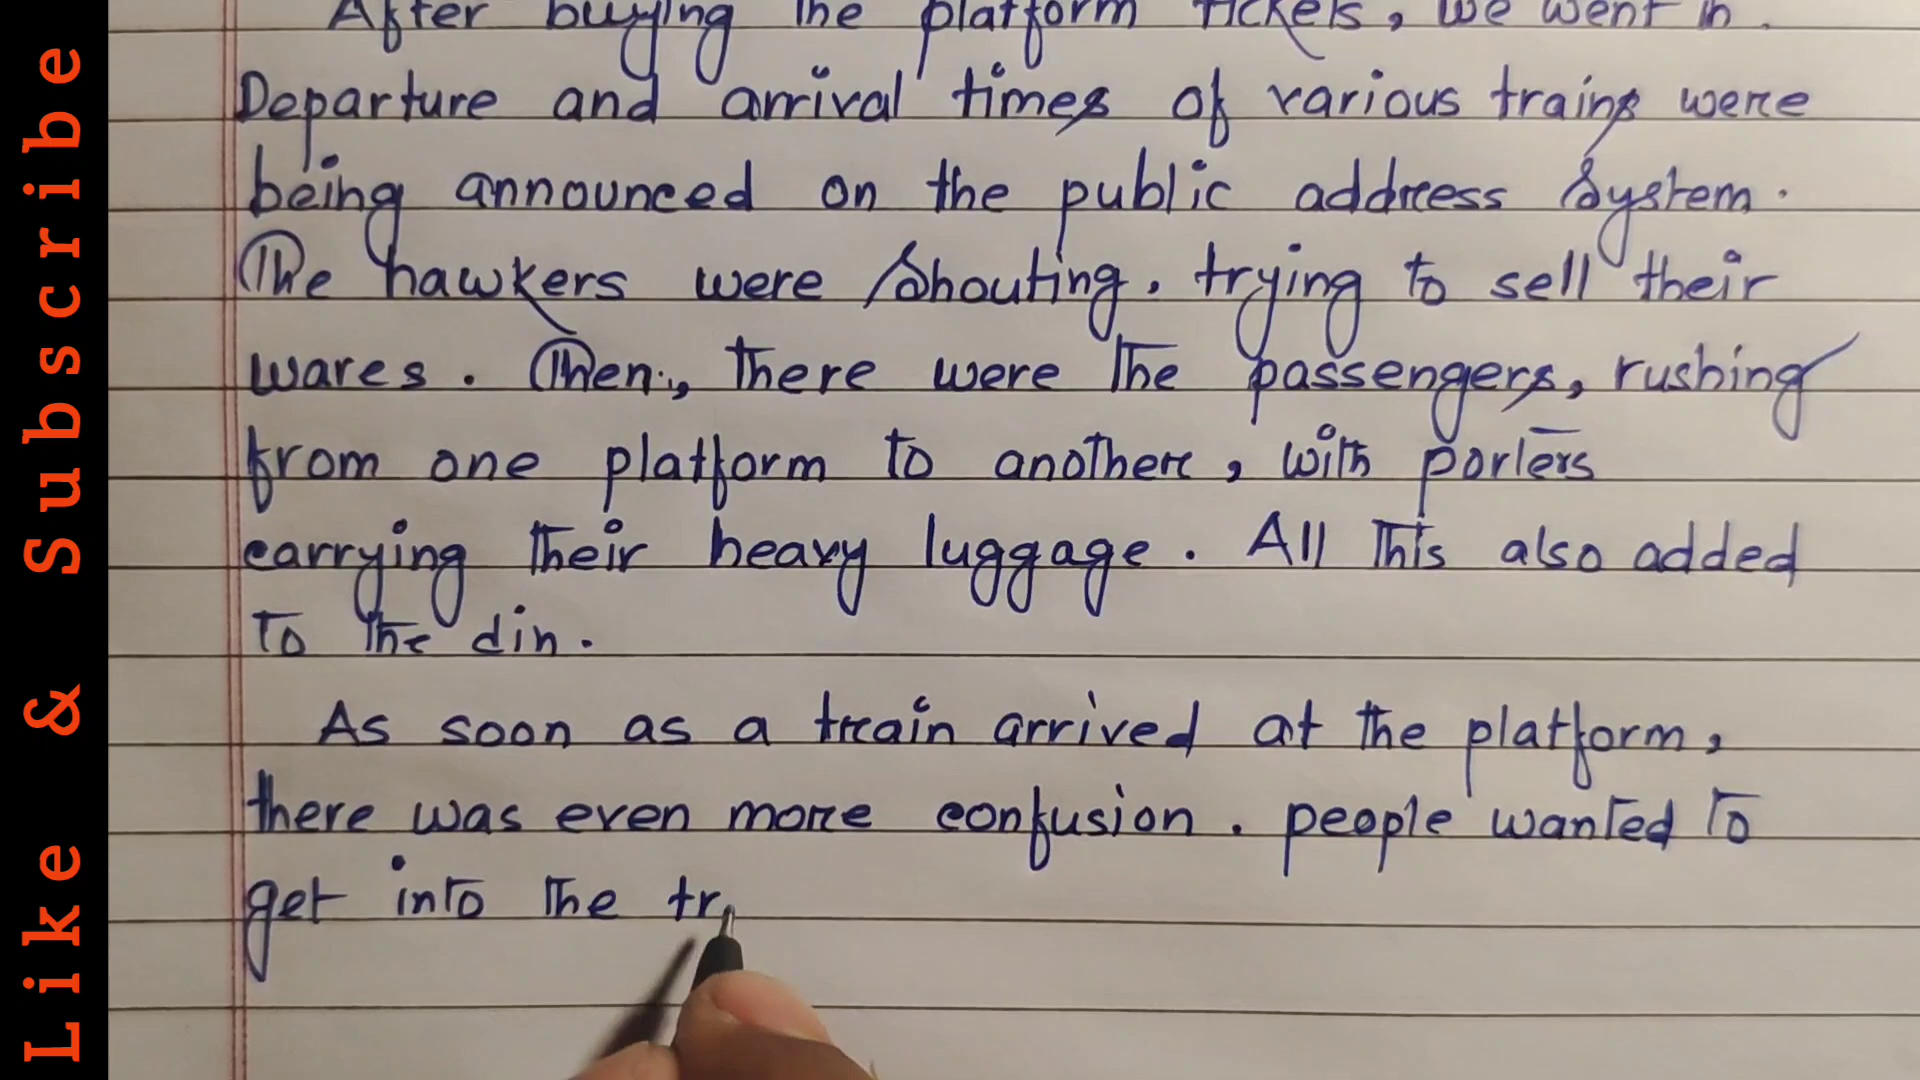 Like & Subscribe
After buying the platform tickets, we went in.
Departure and arrival times of various trains were
being announced on the public address system.
The hawkers were shouting. trying to sell their
wares. Then., there were the passengers, rushing
from one platform to another, with porters
carrying their heavy luggage. All this also added
to the din.
As soon as a train arrived at the platform,
there was even more confusion. people wanted to
get into the tr